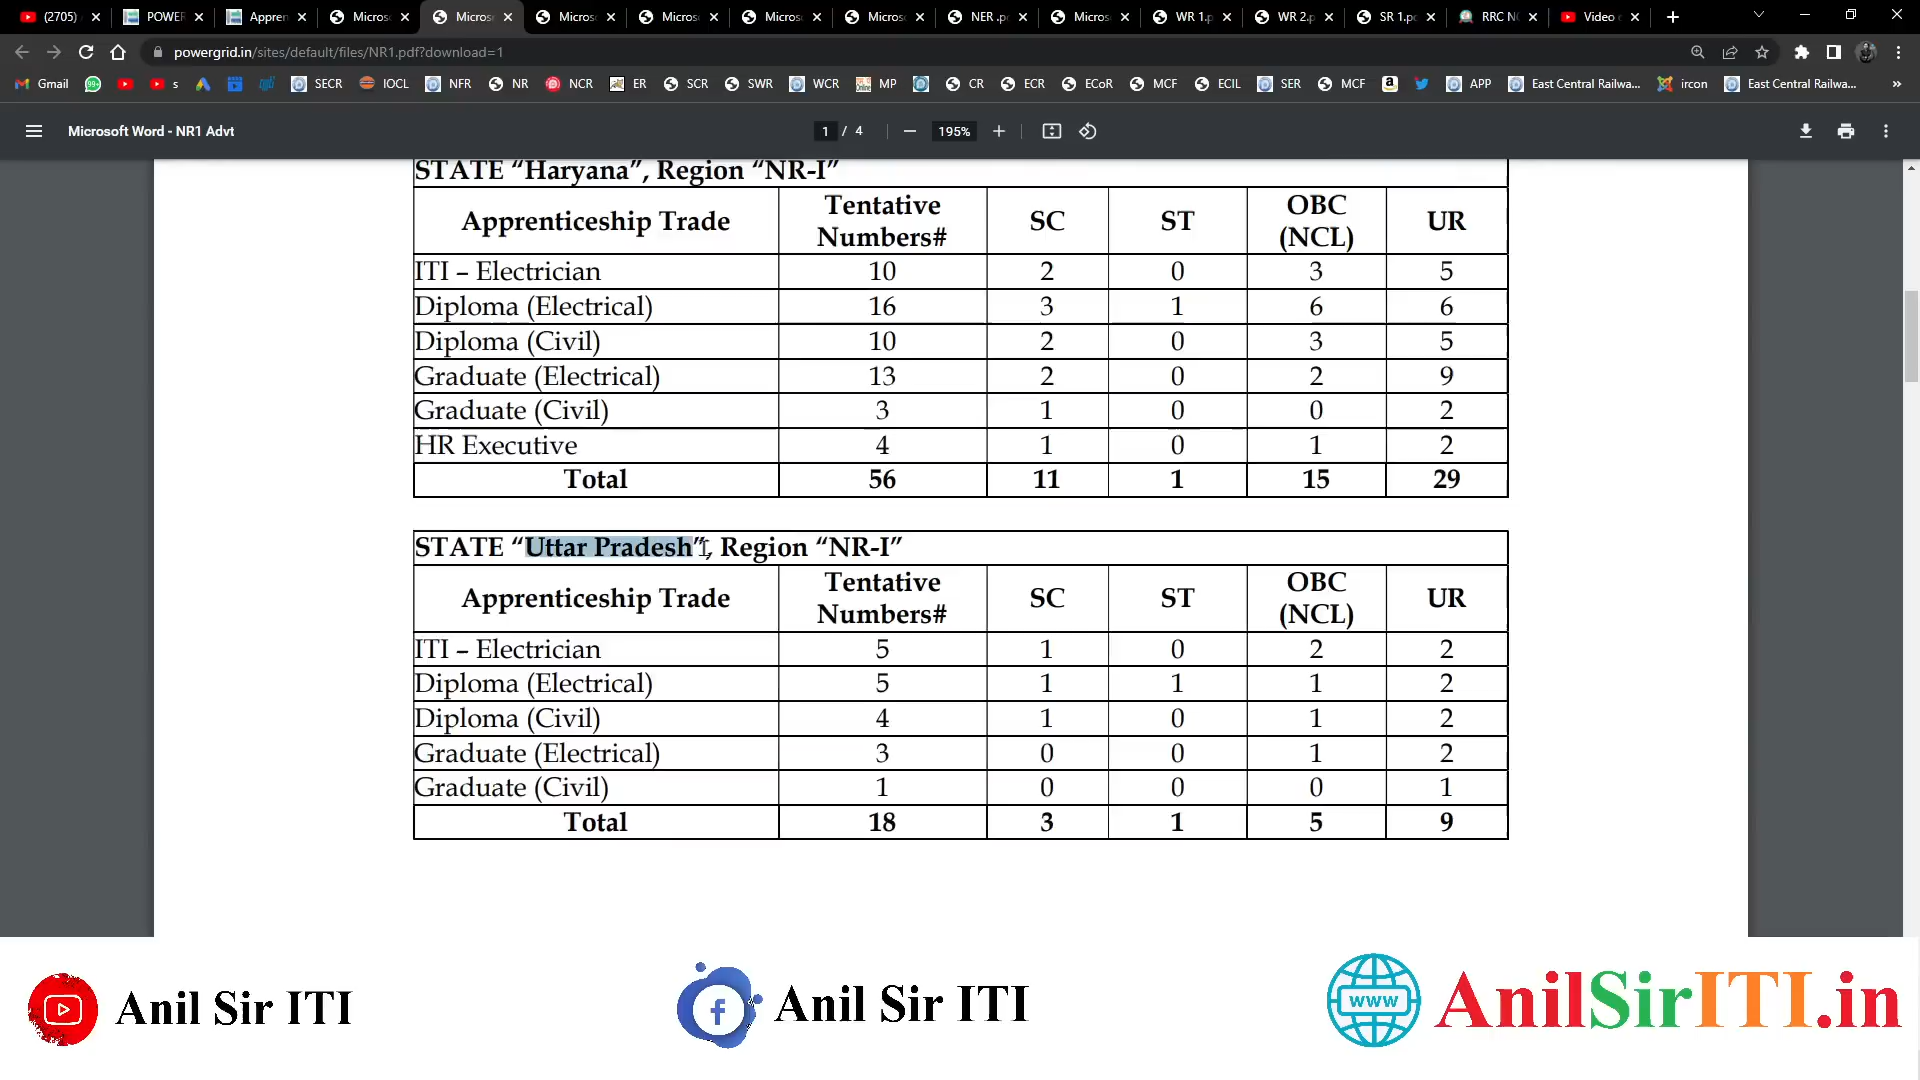 (2705)
POWER
Appren
Micros
Micros
Micros
Micros
Micros
Micros
NER .p
Micros
WR 1.p
WR 2.p
SR 1.p
RRC N
Video
powergrid.in/sites/default/files/NR1.pdf?download=1
Gmail
s
SECR
IOCL
NFR
NR
NCR
ER
SCR
SWR
WCR
MP
CR
ECR
ECoR
MCF
ECIL
SER
MCF
APP
East Central Railwa...
ircon
East Central Railwa...
»
Microsoft Word - NR1 Advt
1 / 4
195%
STATE “Haryana”, Region “NR-I”
Apprenticeship Trade Tentative Numbers# SC ST OBC (NCL) UR
ITI – Electrician 10 2 0 3 5
Diploma (Electrical) 16 3 1 6 6
Diploma (Civil) 10 2 0 3 5
Graduate (Electrical) 13 2 0 2 9
Graduate (Civil) 3 1 0 0 2
HR Executive 4 1 0 1 2
Total 56 11 1 15 29
STATE “Uttar Pradesh”, Region “NR-I”
Apprenticeship Trade Tentative Numbers# SC ST OBC (NCL) UR
ITI – Electrician 5 1 0 2 2
Diploma (Electrical) 5 1 1 1 2
Diploma (Civil) 4 1 0 1 2
Graduate (Electrical) 3 0 0 1 2
Graduate (Civil) 1 0 0 0 1
Total 18 3 1 5 9
Anil Sir ITI
Anil Sir ITI
www
AnilSirITI.in